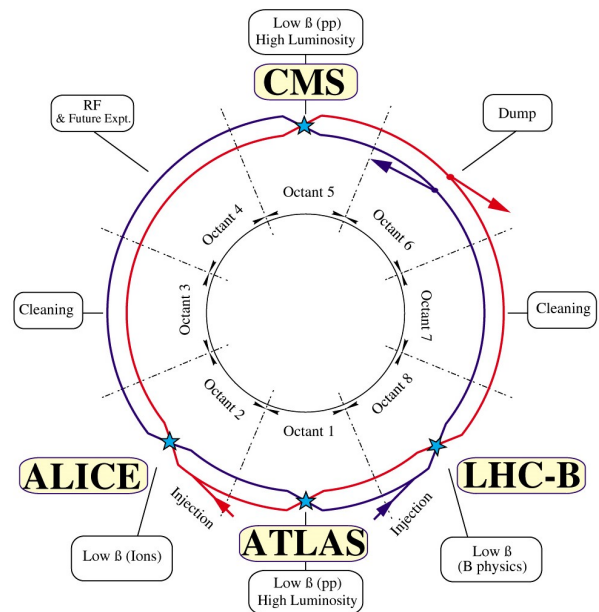 Low ß (pp)
High Luminosity
CMS
RF
& Future Expt.
Dump
Octant 5
Octant 4
Octant 6
Cleaning
Octant 3
Octant 7
Cleaning
Octant 2
Octant 8
Octant 1
ALICE
LHC-B
Injection
Injection
ATLAS
Low ß (Ions)
Low ß
(B physics)
Low ß (pp)
High Luminosity